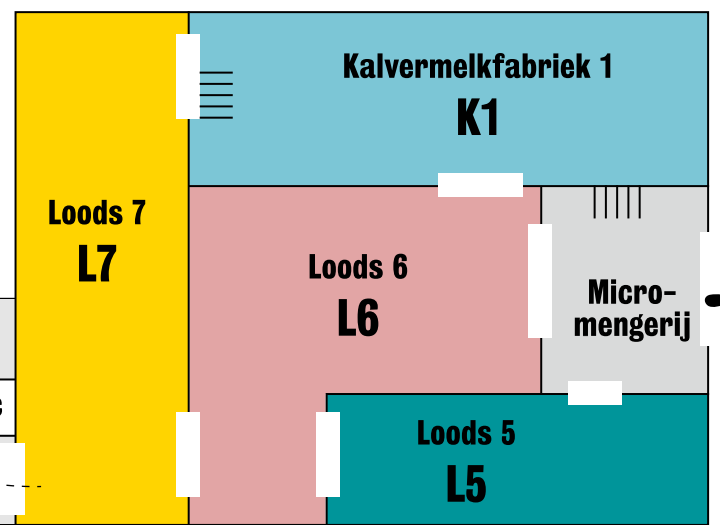 Kalvermelkfabriek 1
K1
Loods 7
L7
Loods 6
L6
Micro-
mengerij
Loods 5
L5